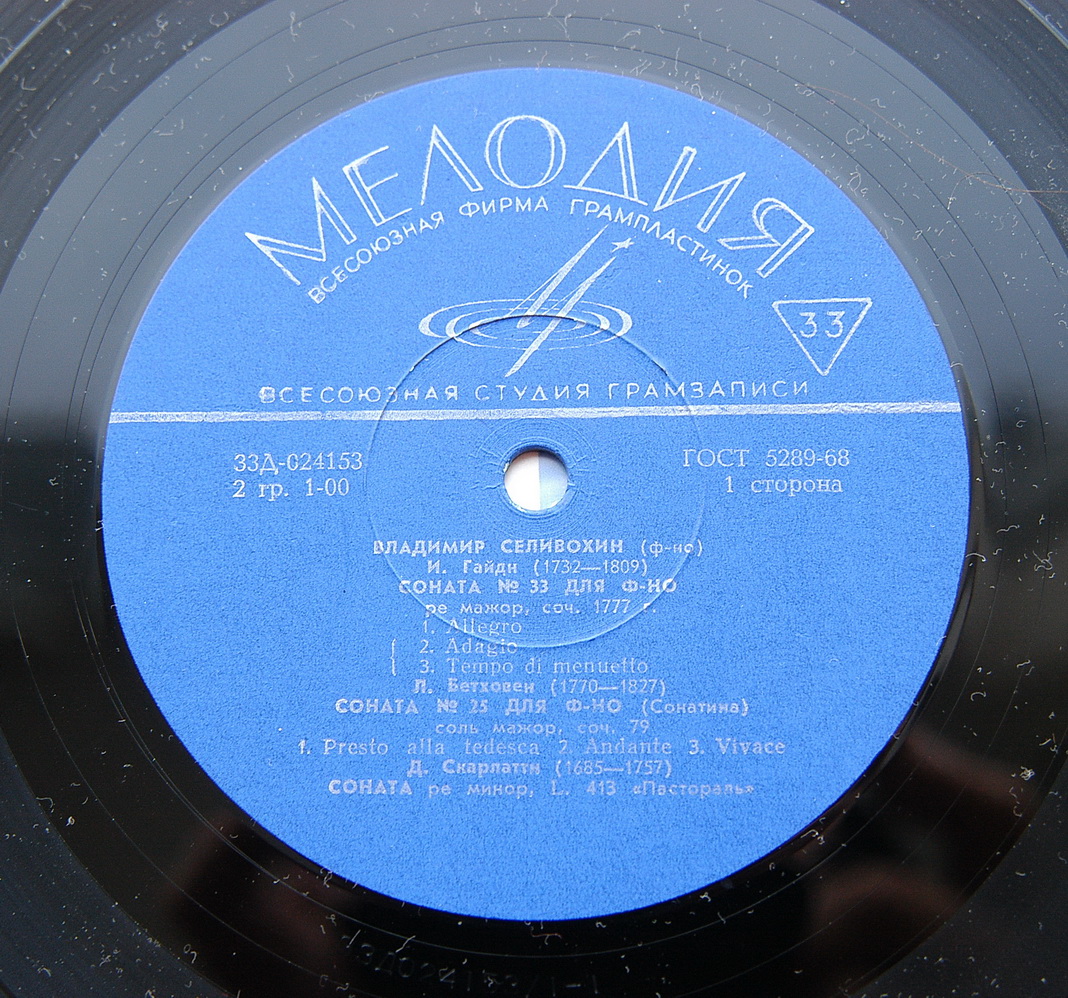 МЕЛОДИЯ
ВСЕСОЮЗНАЯ ФИРМА ГРАМПЛАСТИНОК
33
ВСЕСОЮЗНАЯ СТУДИЯ ГРАМЗАПИСИ
33Д-024153
ГОСТ 5289-68
2 гр. 1-00
1 сторона
ВЛАДИМИР СЕЛИВОХИН (ф-но)
И. Гайдн (1732—1809)
СОНАТА № 33 ДЛЯ Ф-НО
ре мажор, соч. 1777 г.
1. Allegro
2. Adagio
3. Tempo di menuetto
Л. Бетховен (1770—1827)
СОНАТА № 25 ДЛЯ Ф-НО (Сонатина)
соль мажор, соч. 79
1. Presto alla tedesca 2. Andante 3. Vivace
Д. Скарлатти (1685—1757)
СОНАТА ре минор, L. 413 «Пастораль»
33Д024153/1-1